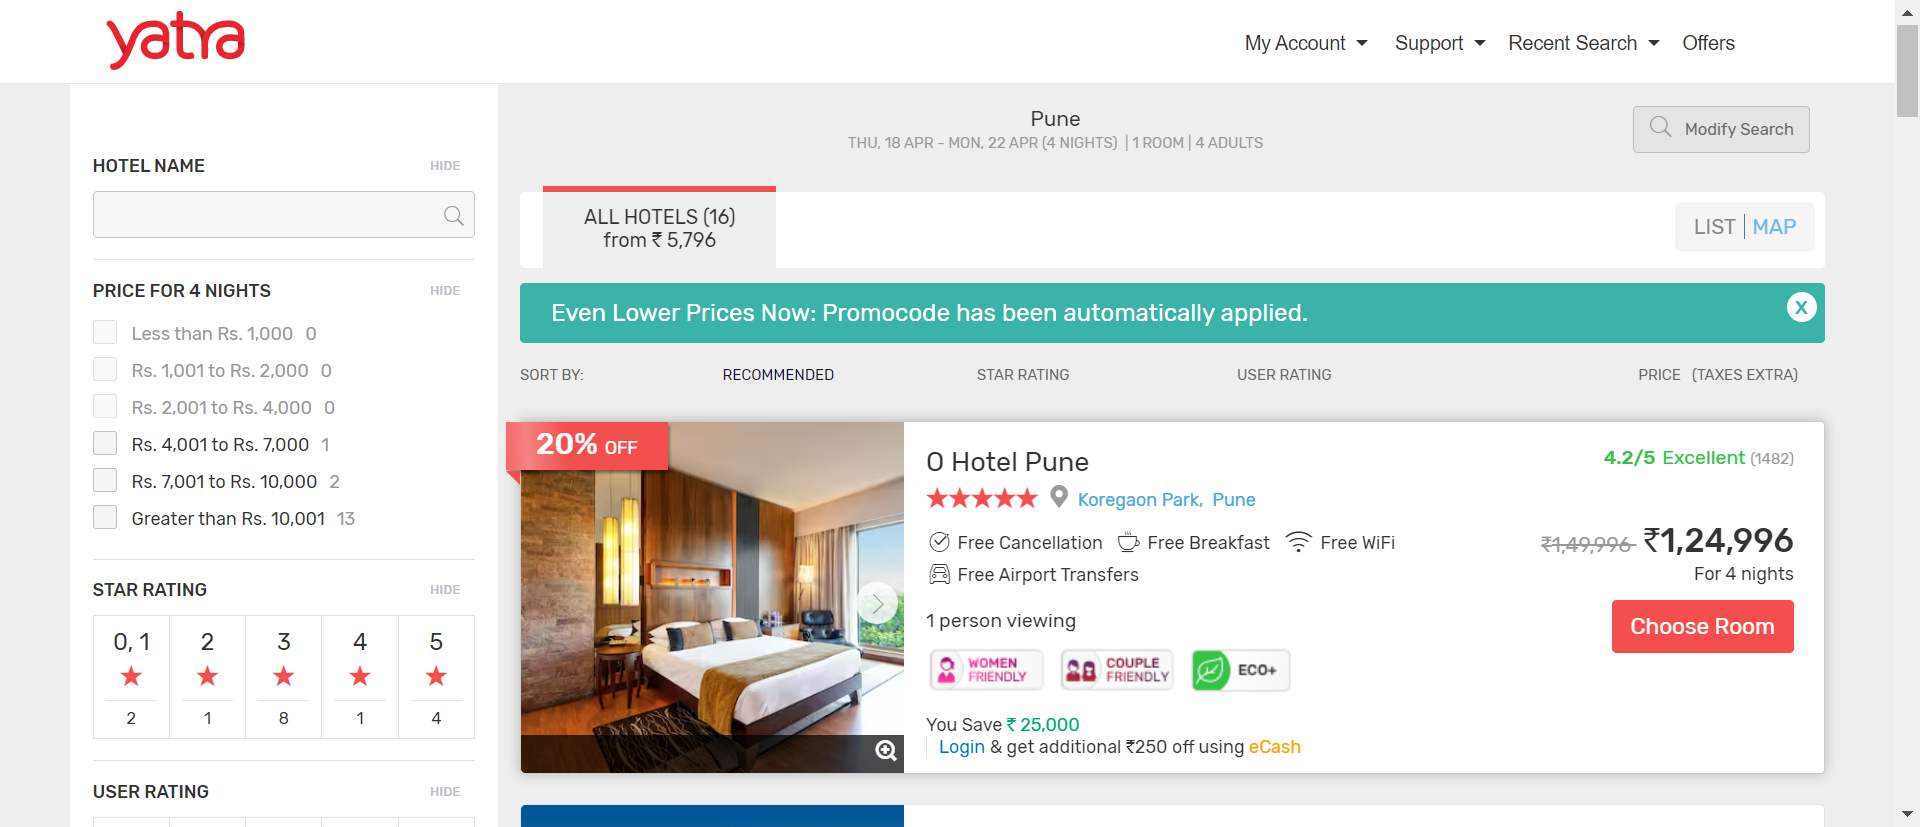 yatra
My Account
Support
Recent Search
Offers
HOTEL NAME
HIDE
PRICE FOR 4 NIGHTS
HIDE
Less than Rs. 1,000 0
Rs. 1,001 to Rs. 2,000 0
Rs. 2,001 to Rs. 4,000 0
Rs. 4,001 to Rs. 7,000 1
Rs. 7,001 to Rs. 10,000 2
Greater than Rs. 10,001 13
STAR RATING
HIDE
0, 1 2 3 4 5
2 1 8 1 4
USER RATING
HIDE
Pune
THU, 18 APR - MON, 22 APR (4 NIGHTS) | 1 ROOM | 4 ADULTS
Modify Search
ALL HOTELS (16)
from ₹ 5,796
LIST | MAP
Even Lower Prices Now: Promocode has been automatically applied.
X
SORT BY:
RECOMMENDED
STAR RATING
USER RATING
PRICE (TAXES EXTRA)
20% OFF
O Hotel Pune
4.2/5 Excellent (1482)
Koregaon Park, Pune
Free Cancellation
Free Breakfast
Free WiFi
Free Airport Transfers
₹1,49,996 ₹1,24,996
For 4 nights
1 person viewing
Choose Room
WOMEN
FRIENDLY
COUPLE
FRIENDLY
ECO+
You Save ₹ 25,000
Login & get additional ₹250 off using eCash